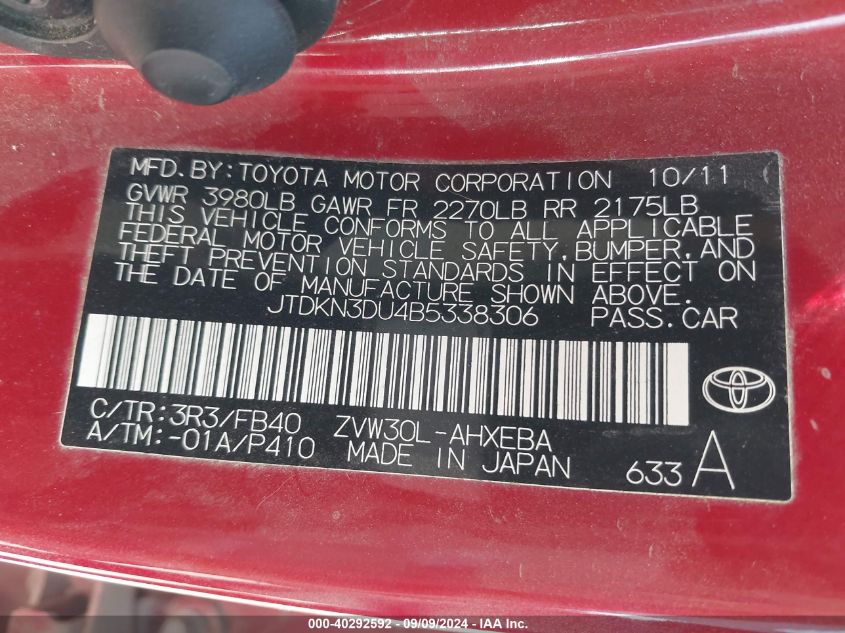 MFD.BY:TOYOTA MOTOR CORPORATION 10/11
GVWR 3980LB GAWR FR 2270LB RR 2175LB
THIS VEHICLE CONFORMS TO ALL APPLICABLE
FEDERAL MOTOR VEHICLE SAFETY,BUMPER,AND
THEFT PREVENTION STANDARDS IN EFFECT ON
THE DATE OF MANUFACTURE SHOWN ABOVE.
JTDKN3DU4B5338306 PASS.CAR
C/TR:3R3/FB40 ZVW30L-AHXEBA
A/TM:-01A/P410 MADE IN JAPAN 633 A
000-40292592 - 09/09/2024 - IAA Inc.